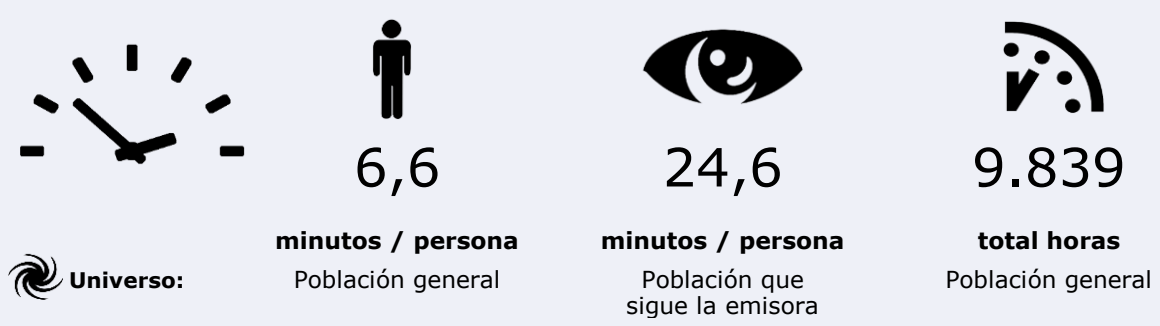 6,6
24,6
9.839
minutos / persona
minutos / persona
total horas
Universo:
Población general
Población que
sigue la emisora
Población general